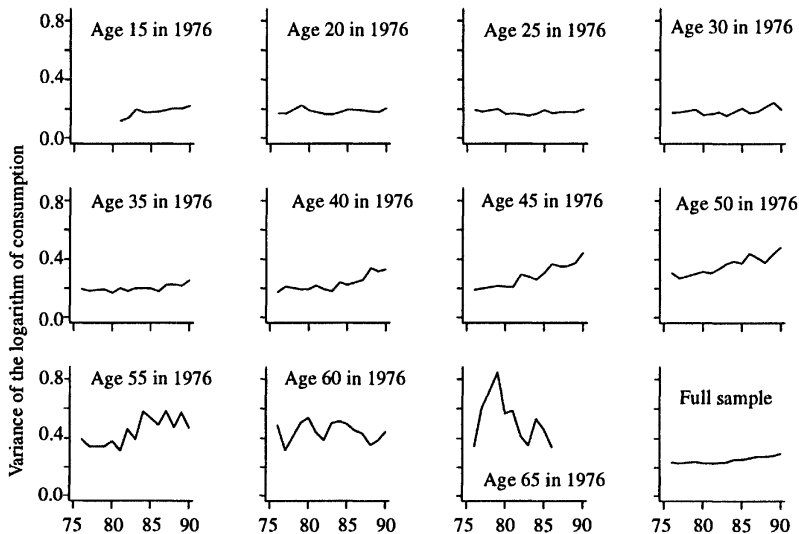 Variance of the logarithm of consumption
0.8
0.4
0.0
Age 15 in 1976
Age 20 in 1976
Age 25 in 1976
Age 30 in 1976
0.8
0.4
0.0
Age 35 in 1976
Age 40 in 1976
Age 45 in 1976
Age 50 in 1976
0.8
0.4
0.0
Age 55 in 1976
Age 60 in 1976
Age 65 in 1976
Full sample
75 80 85 90
75 80 85 90
75 80 85 90
75 80 85 90